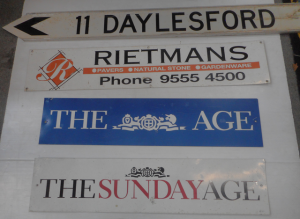 11 DAYLESFORD
R
RIETMANS
PAVERS NATURAL STONE GARDENWARE
Phone 9555 4500
THE AGE
THE SUNDAY AGE